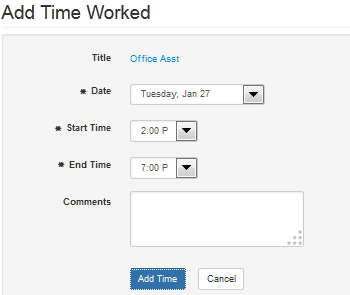 Add Time Worked
Title Office Asst
* Date Tuesday, Jan 27
* Start Time 2:00 P
* End Time 7:00 P
Comments
Add Time Cancel